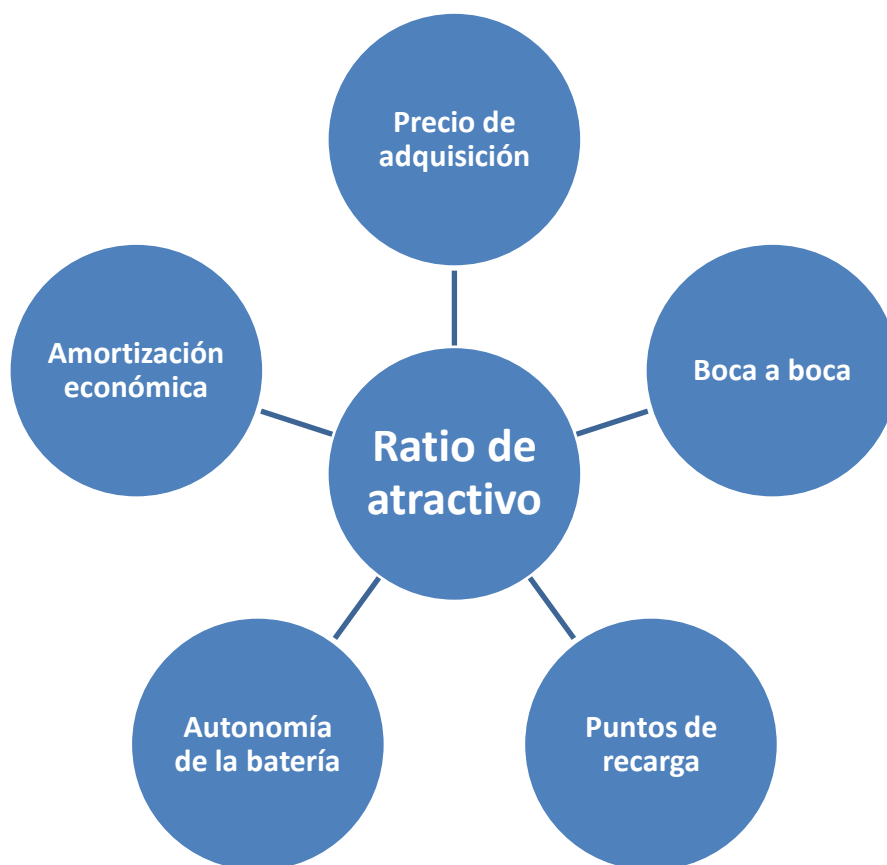 Precio de
adquisición
Amortización
económica
Boca a boca
Ratio de
atractivo
Autonomía
de la batería
Puntos de
recarga